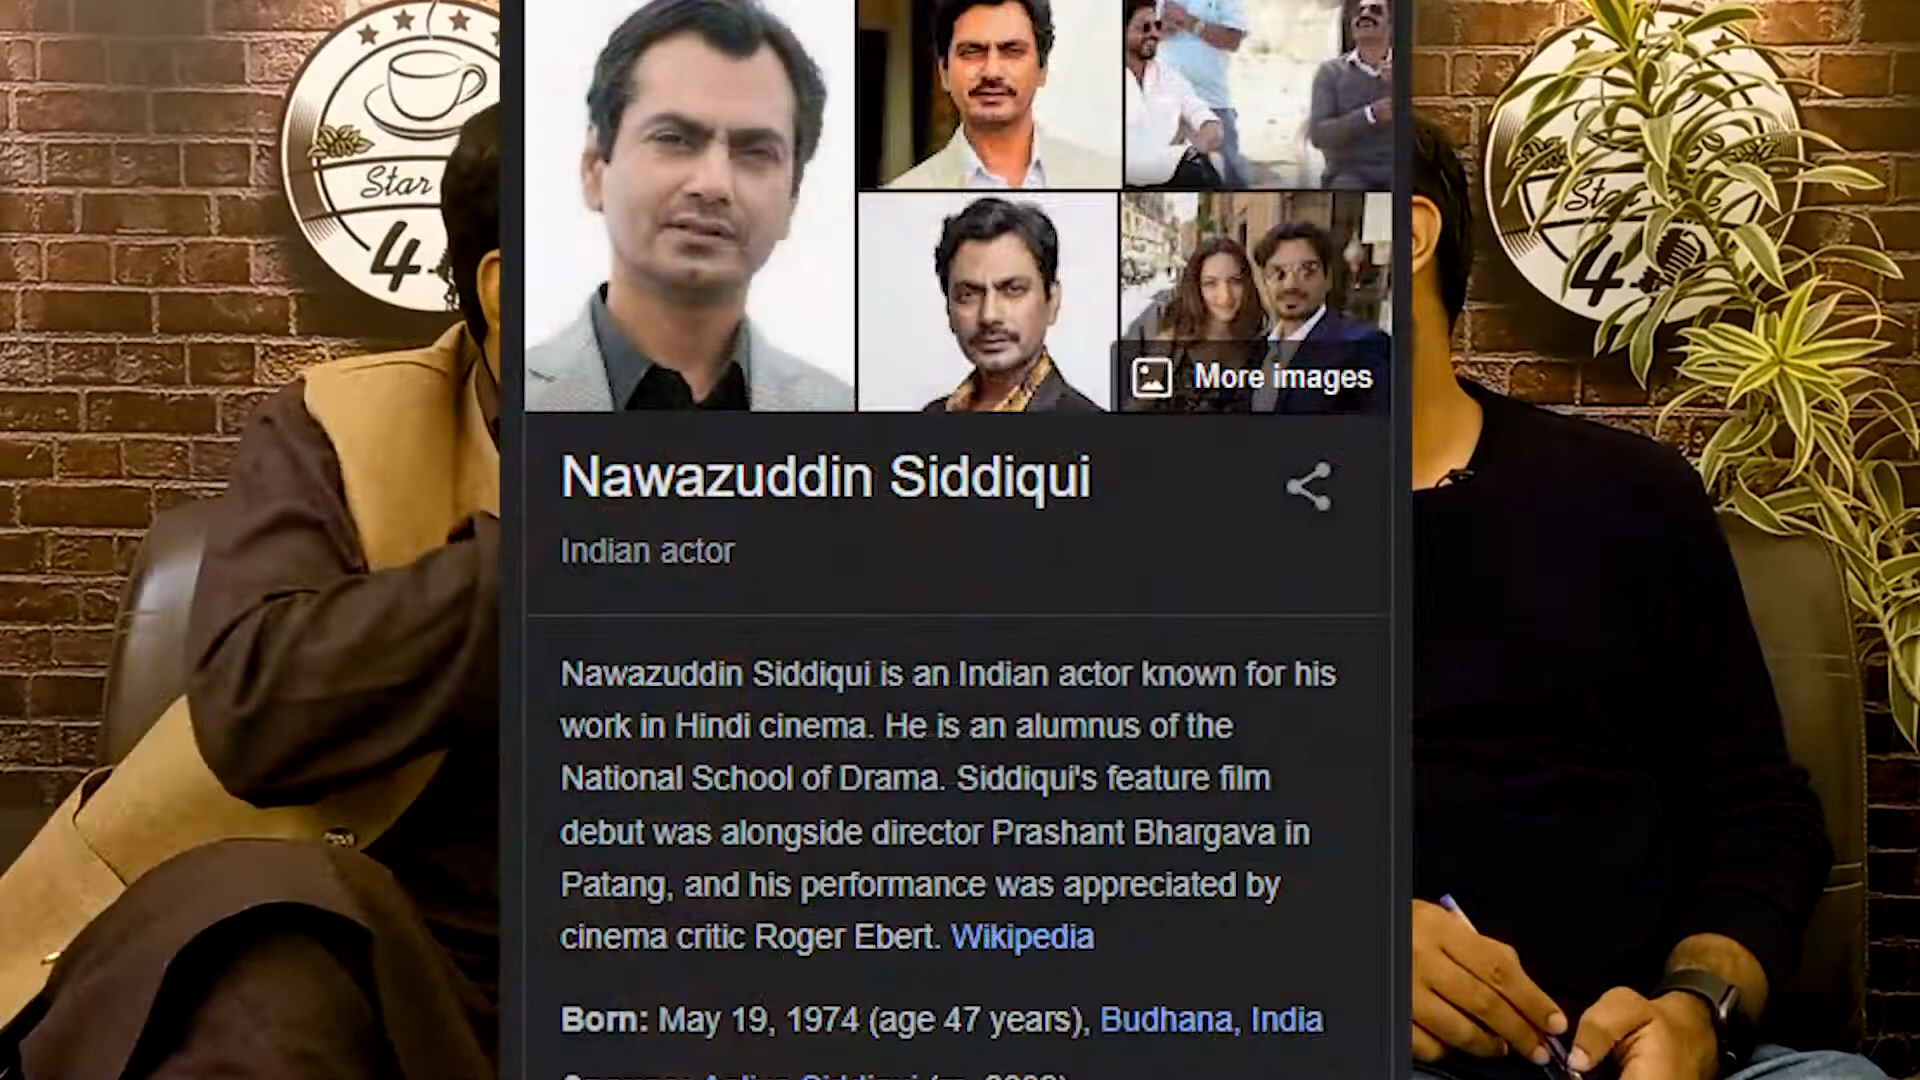 Star
4
Star
4
More images
Nawazuddin Siddiqui
Indian actor
Nawazuddin Siddiqui is an Indian actor known for his
work in Hindi cinema. He is an alumnus of the
National School of Drama. Siddiqui's feature film
debut was alongside director Prashant Bhargava in
Patang, and his performance was appreciated by
cinema critic Roger Ebert. Wikipedia
Born: May 19, 1974 (age 47 years), Budhana, India